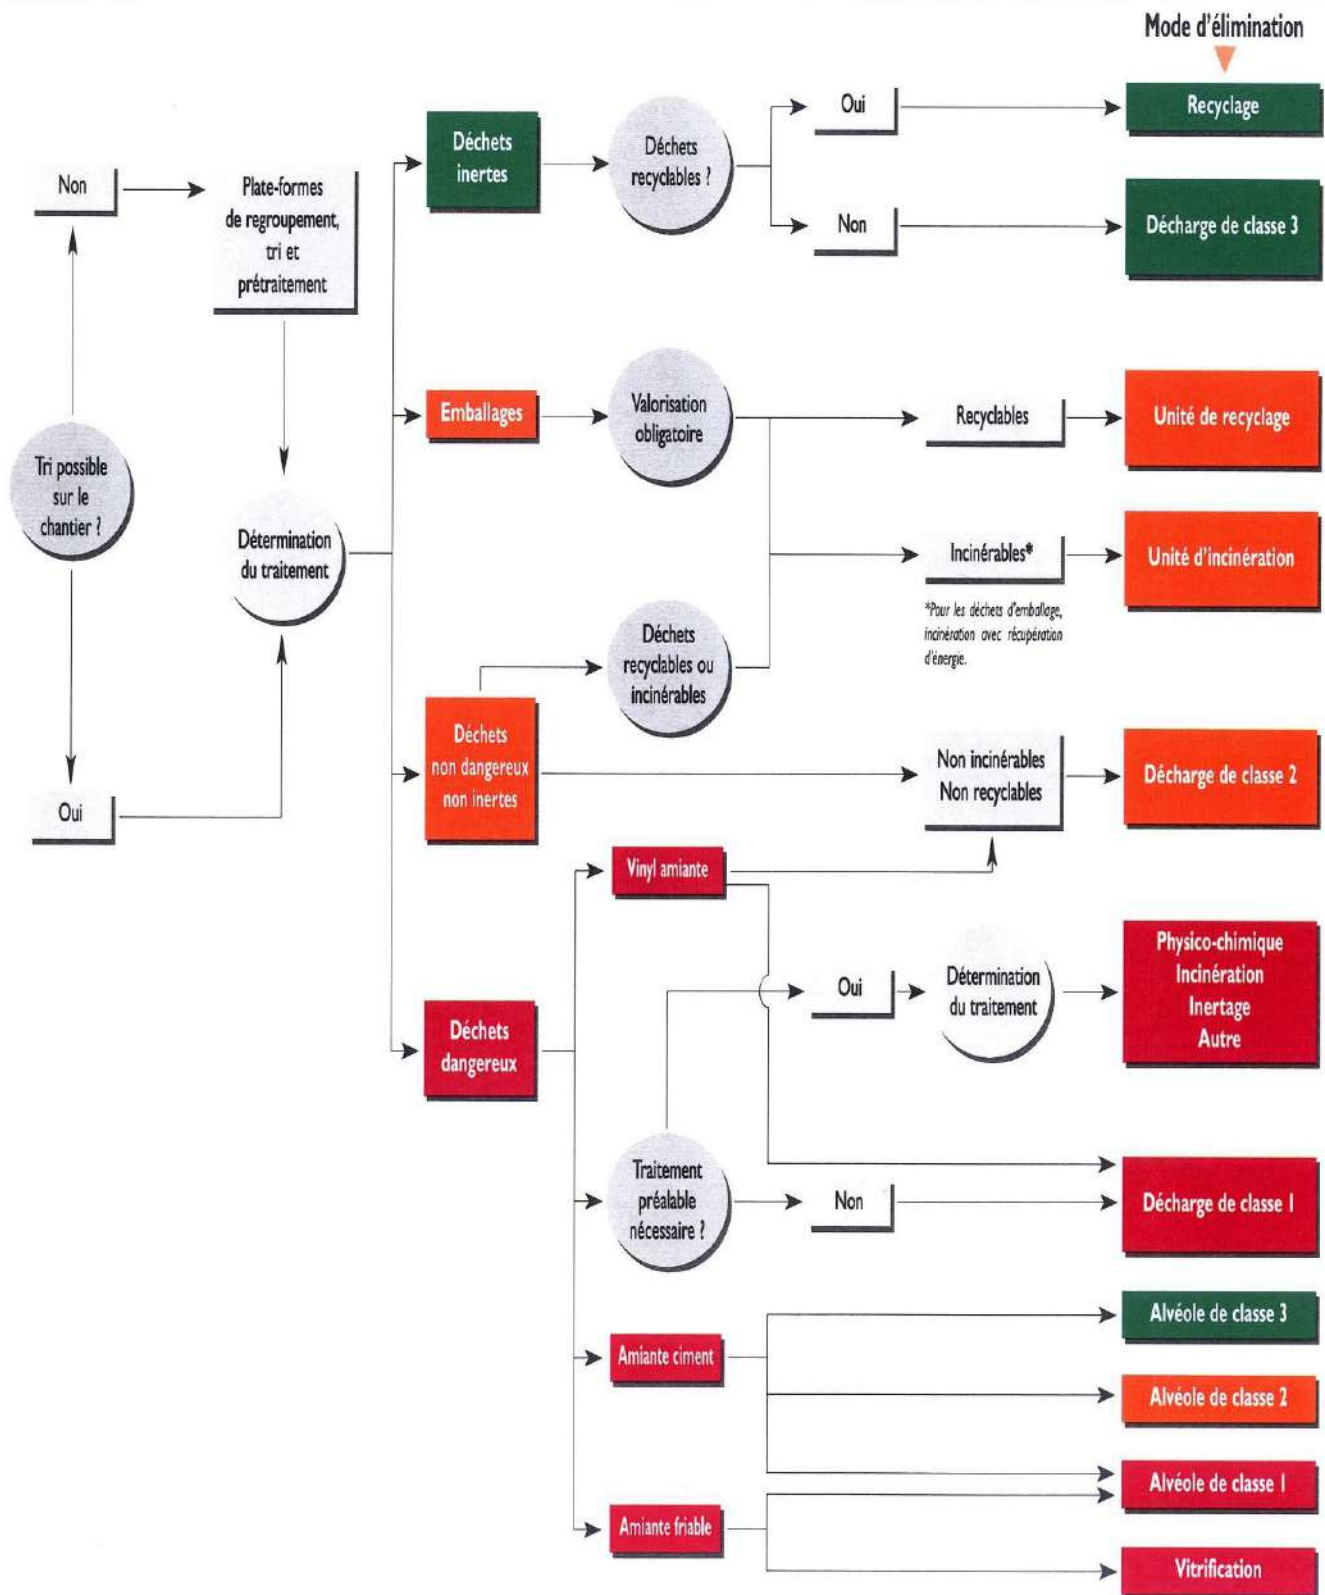 Mode d'élimination
Oui
Recyclage
Déchets
inertes
Déchets
recyclables ?
Non
Plate-formes
de regroupement,
tri et
prétraitement
Non
Décharge de classe 3
Emballages
Valorisation
obligatoire
Recyclables
Unité de recyclage
Tri possible
sur le
chantier ?
Détermination
du traitement
Incinérables*
Unité d'incinération
*Pour les déchets d'emballage,
incinération avec récupération
d'énergie.
Déchets
recyclables ou
incinérables
Déchets
non dangereux
non inertes
Non incinérables
Non recyclables
Décharge de classe 2
Oui
Vinyl amiante
Physico-chimique
Incinération
Inertage
Autre
Oui
Détermination
du traitement
Déchets
dangereux
Traitement
préalable
nécessaire ?
Non
Décharge de classe 1
Alvéole de classe 3
Amiante ciment
Alvéole de classe 2
Alvéole de classe 1
Amiante friable
Vitrification